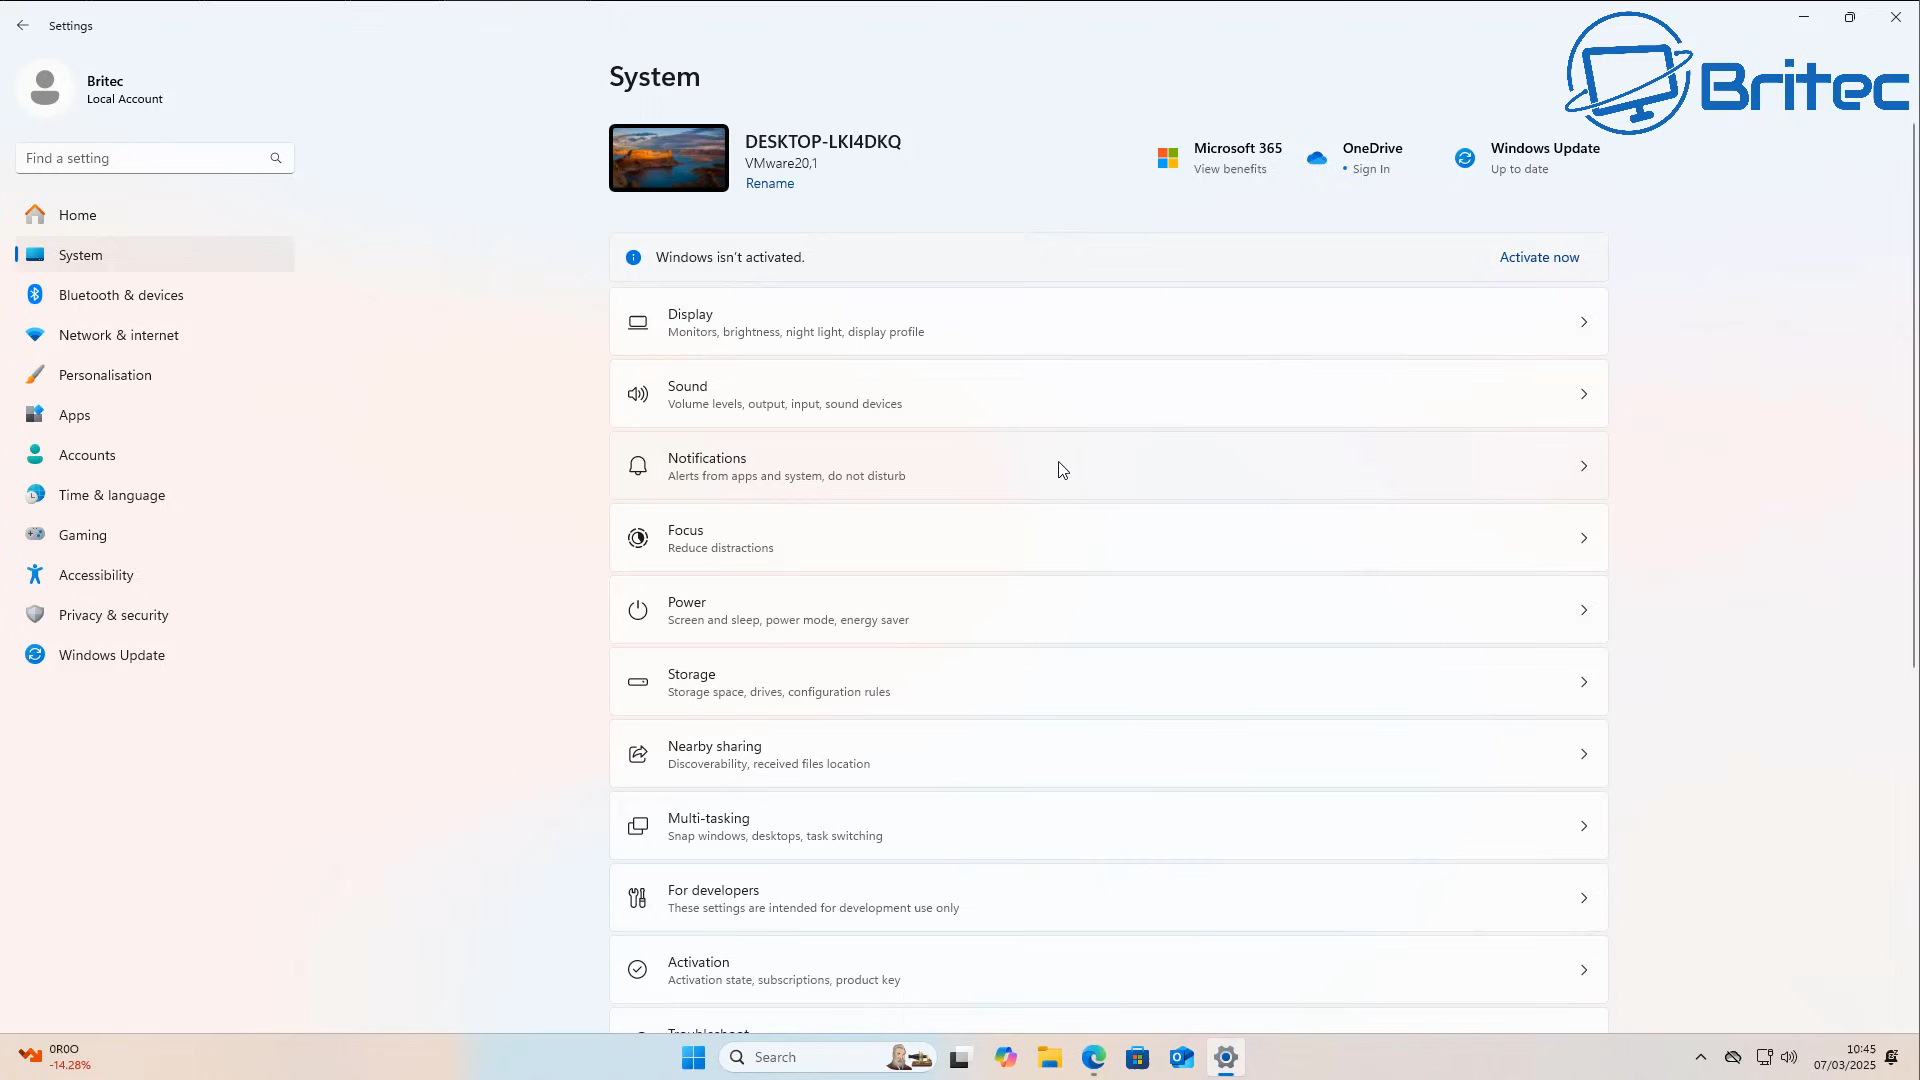 Settings
Britec
Local Account
Find a setting
Home
System
Bluetooth & devices
Network & internet
Personalisation
Apps
Accounts
Time & language
Gaming
Accessibility
Privacy & security
Windows Update
System
DESKTOP-LKI4DKQ
VMware20,1
Rename
Microsoft 365
View benefits
OneDrive
• Sign In
Windows Update
Up to date
Britec
Windows isn't activated.
Activate now
Display
Monitors, brightness, night light, display profile
Sound
Volume levels, output, input, sound devices
Notifications
Alerts from apps and system, do not disturb
Focus
Reduce distractions
Power
Screen and sleep, power mode, energy saver
Storage
Storage space, drives, configuration rules
Nearby sharing
Discoverability, received files location
Multi-tasking
Snap windows, desktops, task switching
For developers
These settings are intended for development use only
Activation
Activation state, subscriptions, product key
Troubleshoot
0R0O
-14.28%
Search
10:45
07/03/2025